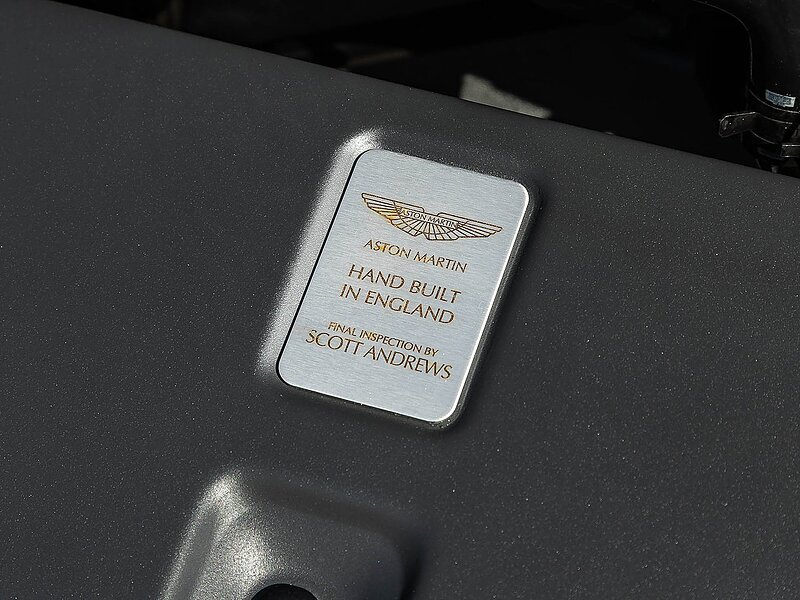 ASTON MARTIN
ASTON MARTIN
HAND BUILT
IN ENGLAND
FINAL INSPECTION BY
SCOTT ANDREWS